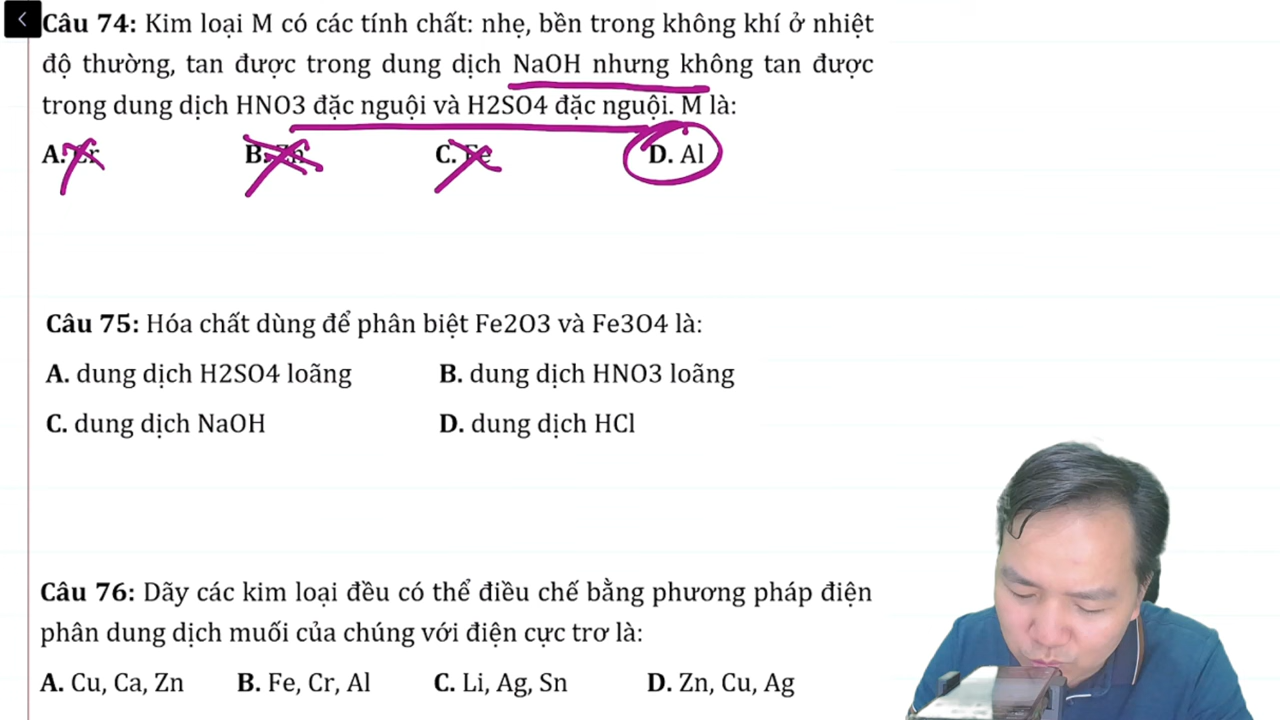 Câu 74: Kim loại M có các tính chất: nhẹ, bền trong không khí ở nhiệt
độ thường, tan được trong dung dịch NaOH nhưng không tan được
trong dung dịch HNO3 đặc nguội và H2SO4 đặc nguội. M là:
A. Cr B. Zn C. Fe D. Al
Câu 75: Hóa chất dùng để phân biệt Fe2O3 và Fe3O4 là:
A. dung dịch H2SO4 loãng B. dung dịch HNO3 loãng
C. dung dịch NaOH D. dung dịch HCl
Câu 76: Dãy các kim loại đều có thể điều chế bằng phương pháp điện
phân dung dịch muối của chúng với điện cực trơ là:
A. Cu, Ca, Zn B. Fe, Cr, Al C. Li, Ag, Sn D. Zn, Cu, Ag